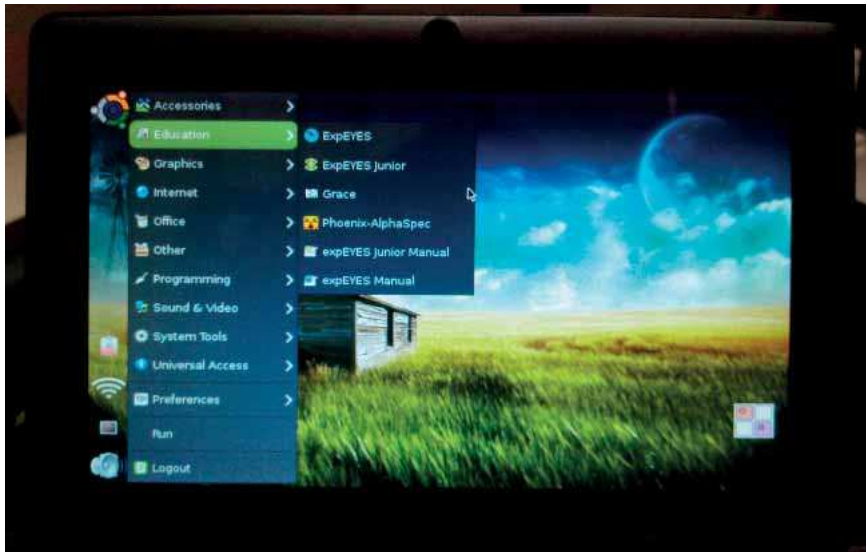 Accessories
Education
Graphics
Internet
Office
Other
Programming
Sound & Video
System Tools
Universal Access
Preferences
Run
Logout
ExpEYES
ExpEYES Junior
Grace
Phoenix-AlphaSpec
expEYES Junior Manual
expEYES Manual